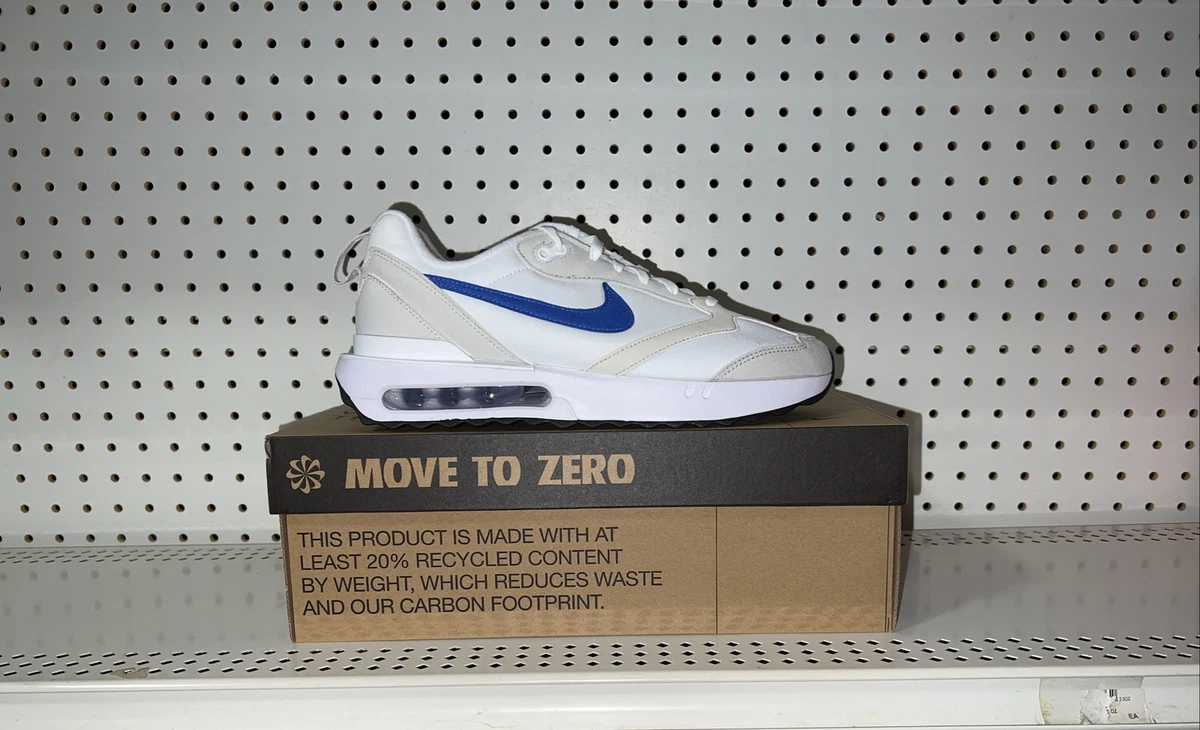 MOVE TO ZERO
THIS PRODUCT IS MADE WITH AT
LEAST 20% RECYCLED CONTENT
BY WEIGHT, WHICH REDUCES WASTE
AND OUR CARBON FOOTPRINT.
EA